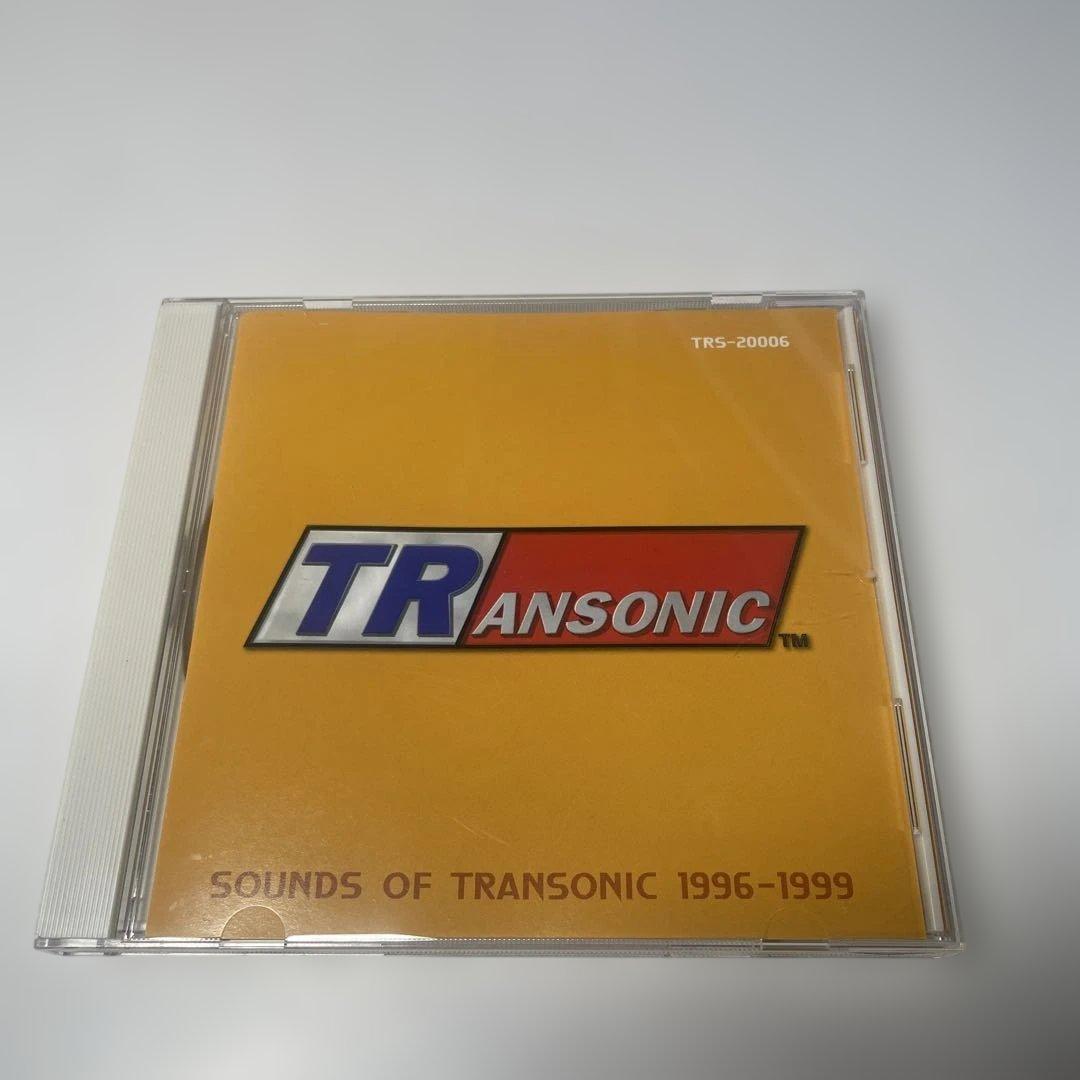 TRS-20006
TRANSONIC TM
SOUNDS OF TRANSONIC 1996-1999